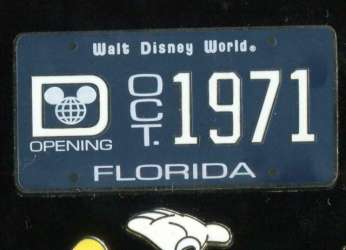 Walt Disney World®
D OCT. 1971
OPENING
FLORIDA